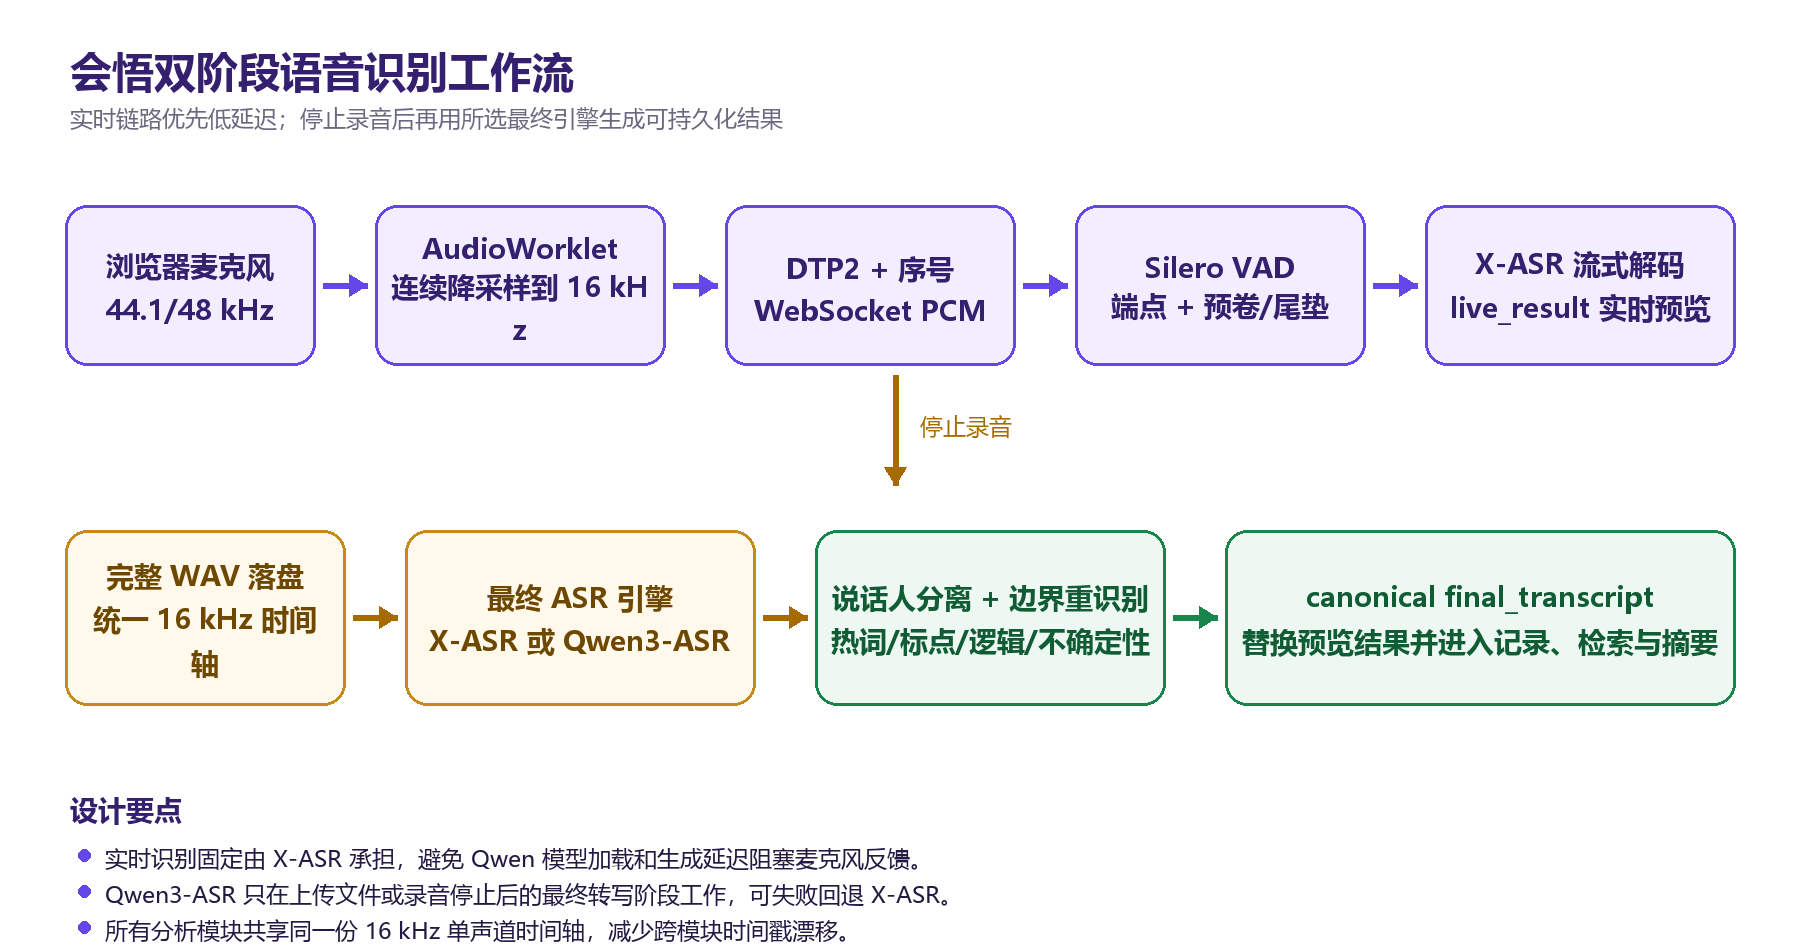 会悟双阶段语音识别工作流
实时链路优先低延迟；停止录音后再用所选最终引擎生成可持久化结果
浏览器麦克风
44.1/48 kHz
AudioWorklet
连续降采样到 16 kH
z
DTP2 + 序号
WebSocket PCM
Silero VAD
端点 + 预卷/尾垫
X-ASR 流式解码
live_result 实时预览
停止录音
完整 WAV 落盘
统一 16 kHz 时间
轴
最终 ASR 引擎
X-ASR 或 Qwen3-ASR
说话人分离 + 边界重识别
热词/标点/逻辑/不确定性
canonical final_transcript
替换预览结果并进入记录、检索与摘要
设计要点
实时识别固定由 X-ASR 承担，避免 Qwen 模型加载和生成延迟阻塞麦克风反馈。
Qwen3-ASR 只在上传文件或录音停止后的最终转写阶段工作，可失败回退 X-ASR。
所有分析模块共享同一份 16 kHz 单声道时间轴，减少跨模块时间戳漂移。